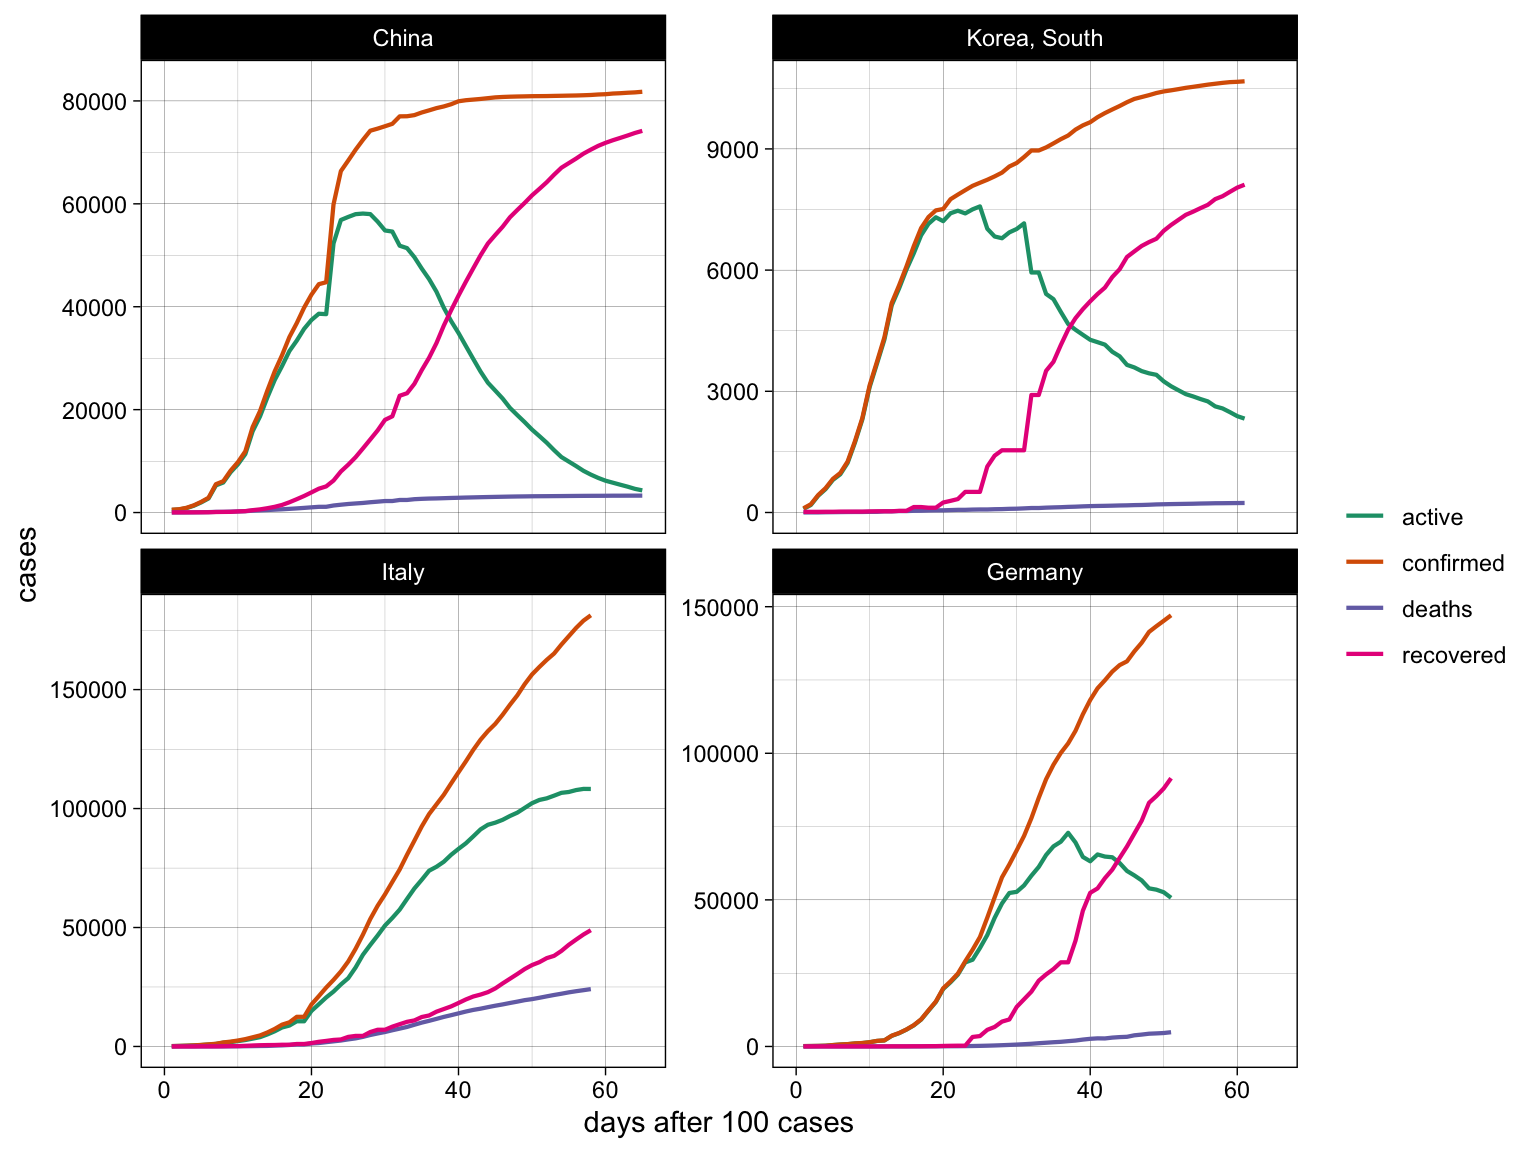 China
Korea, South
80000
60000
40000
20000
0
9000
6000
3000
0
cases
active
confirmed
deaths
recovered
Italy
Germany
150000
100000
50000
0
150000
100000
50000
0
0 20 40 60
0 20 40 60
days after 100 cases